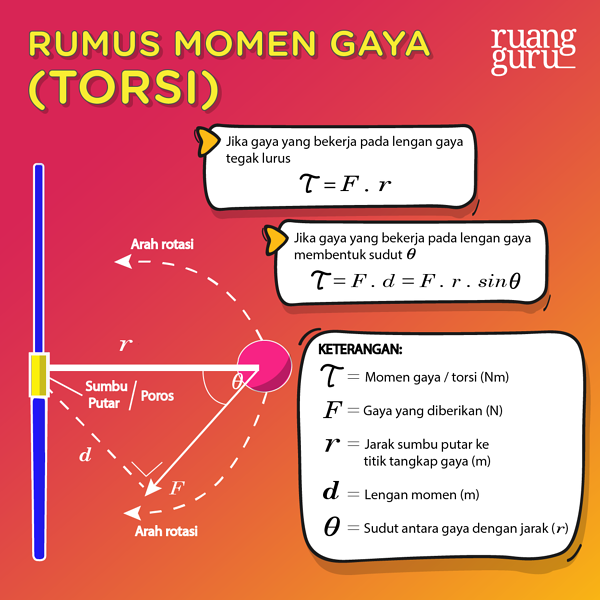 RUMUS MOMEN GAYA
(TORSI)
ruang
guru
Jika gaya yang bekerja pada lengan gaya
tegak lurus
τ = F . r
Jika gaya yang bekerja pada lengan gaya
membentuk sudut θ
τ = F . d = F . r . sinθ
Arah rotasi
r
θ
Sumbu
Putar / Poros
d
F
Arah rotasi
KETERANGAN:
τ = Momen gaya / torsi (Nm)
F = Gaya yang diberikan (N)
r = Jarak sumbu putar ke
titik tangkap gaya (m)
d = Lengan momen (m)
θ = Sudut antara gaya dengan jarak (r)